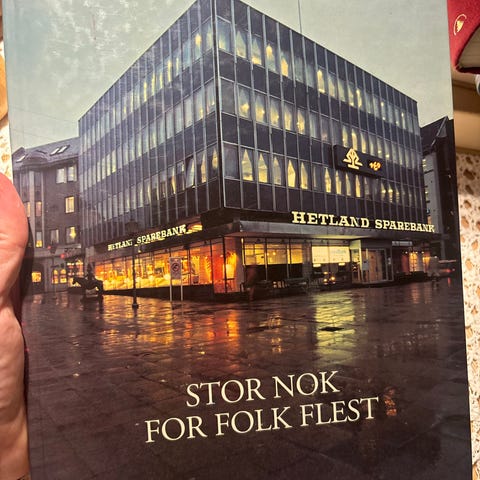 HETLAND SPAREBANK
HETLAND SPAREBANK
STOR NOK
FOR FOLK FLEST